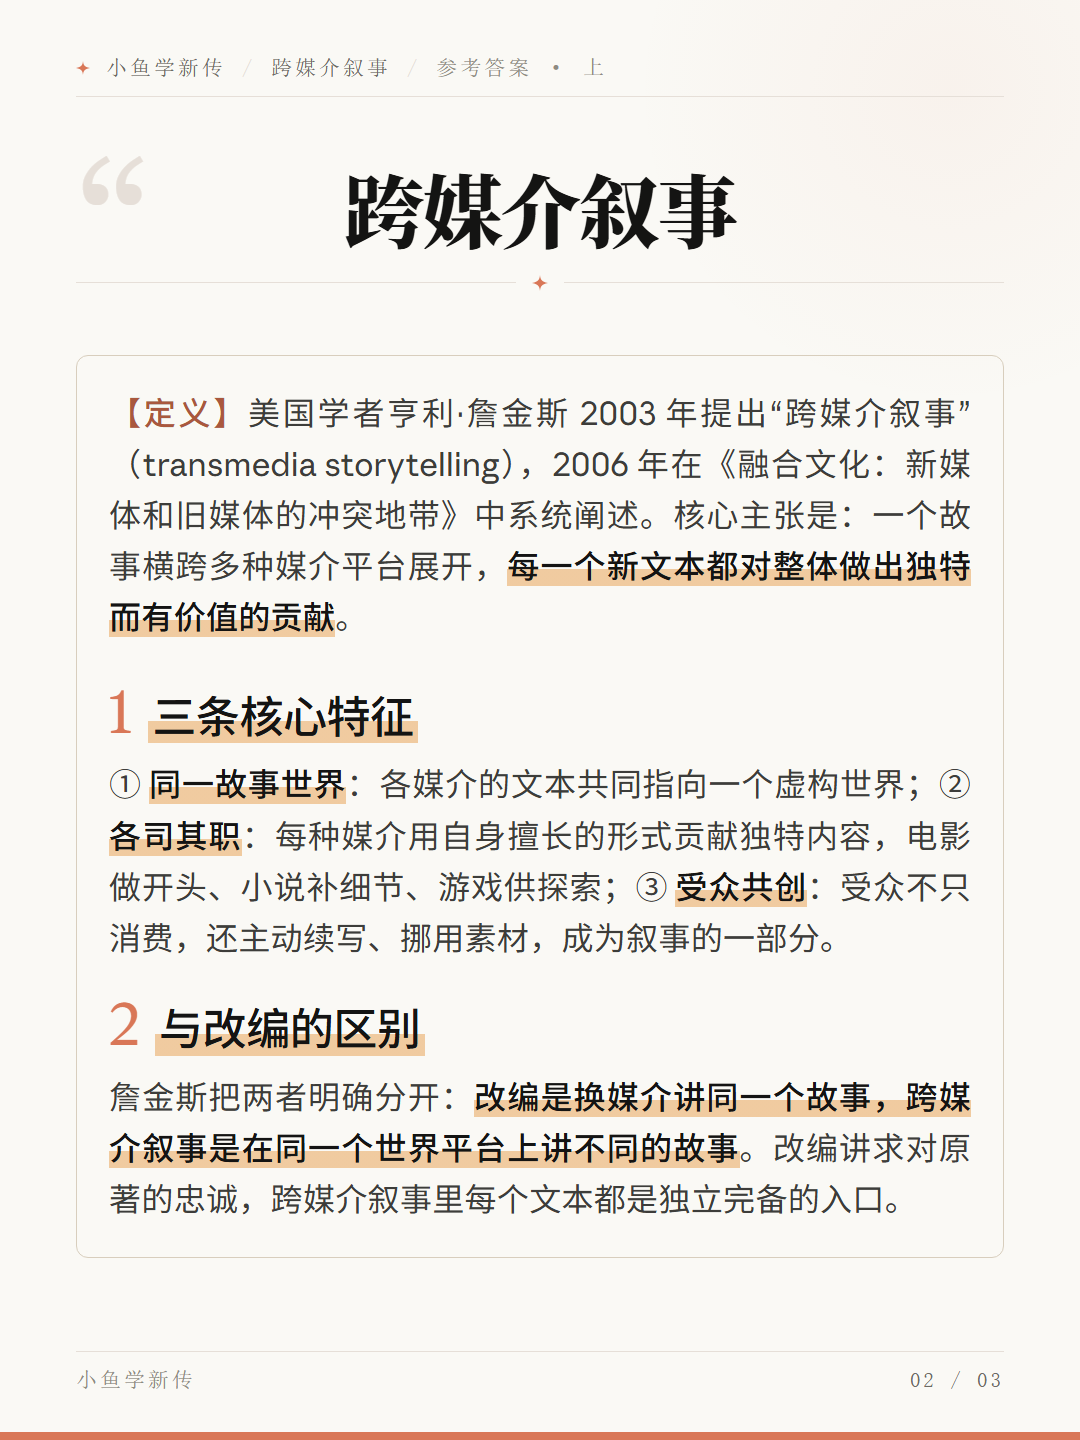 ✦ 小鱼学新传 / 跨媒介叙事 / 参考答案 • 上
“
跨媒介叙事
【定义】美国学者亨利·詹金斯 2003 年提出“跨媒介叙事”
（transmedia storytelling），2006 年在《融合文化：新媒
体和旧媒体的冲突地带》中系统阐述。核心主张是：一个故
事横跨多种媒介平台展开，每一个新文本都对整体做出独特
而有价值的贡献。
1 三条核心特征
① 同一故事世界：各媒介的文本共同指向一个虚构世界；②
各司其职：每种媒介用自身擅长的形式贡献独特内容，电影
做开头、小说补细节、游戏供探索；③ 受众共创：受众不只
消费，还主动续写、挪用素材，成为叙事的一部分。
2 与改编的区别
詹金斯把两者明确分开：改编是换媒介讲同一个故事，跨媒
介叙事是在同一个世界平台上讲不同的故事。改编讲求对原
著的忠诚，跨媒介叙事里每个文本都是独立完备的入口。
小鱼学新传
02 / 03